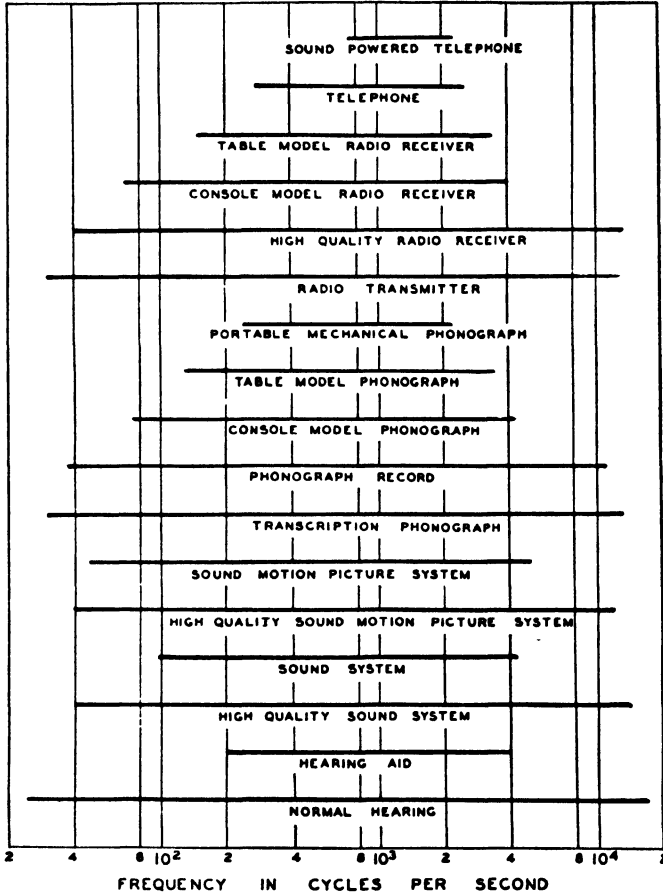 SOUND POWERED TELEPHONE
TELEPHONE
TABLE MODEL RADIO RECEIVER
CONSOLE MODEL RADIO RECEIVER
HIGH QUALITY RADIO RECEIVER
RADIO TRANSMITTER
PORTABLE MECHANICAL PHONOGRAPH
TABLE MODEL PHONOGRAPH
CONSOLE MODEL PHONOGRAPH
PHONOGRAPH RECORD
TRANSCRIPTION PHONOGRAPH
SOUND MOTION PICTURE SYSTEM
HIGH QUALITY SOUND MOTION PICTURE SYSTEM
SOUND SYSTEM
HIGH QUALITY SOUND SYSTEM
HEARING AID
NORMAL HEARING
2 4 8 10² 2 4 8 10³ 2 4 8 10⁴ 2
FREQUENCY IN CYCLES PER SECOND